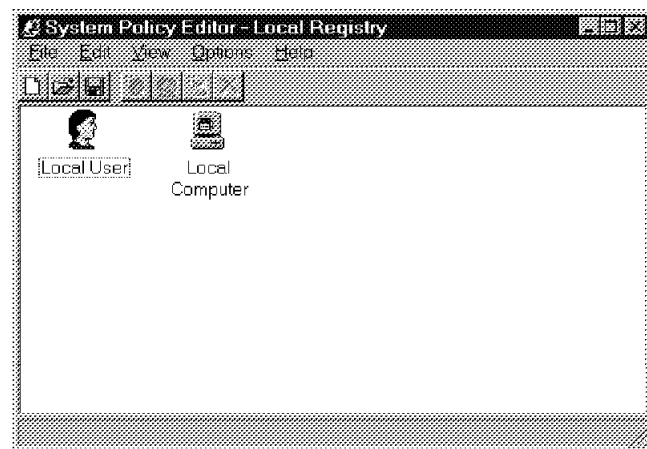 System Policy Editor - Local Registry
File Edit View Options Help
Local User
Local
Computer